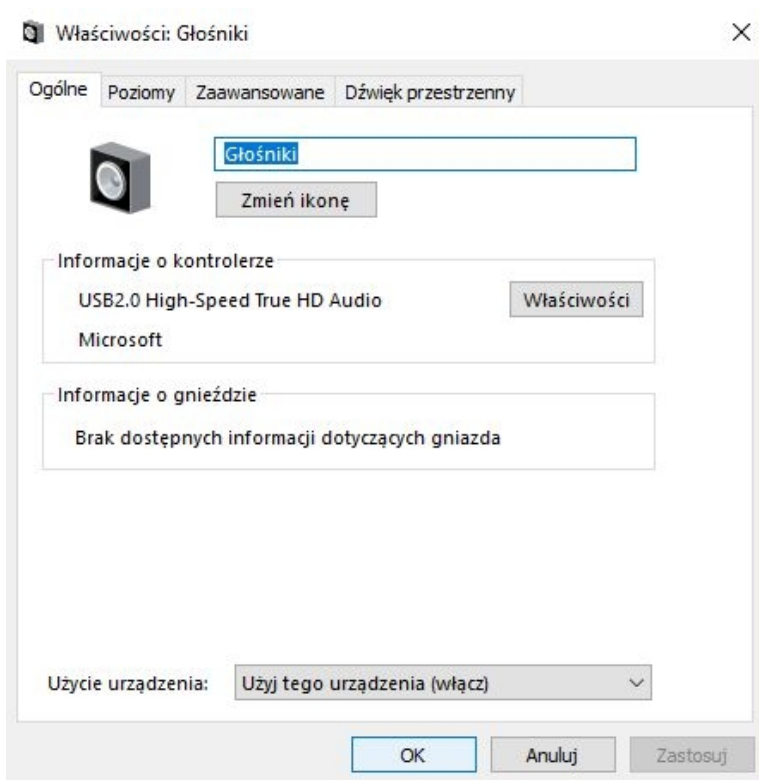 Właściwości: Głośniki
Ogólne Poziomy Zaawansowane Dźwięk przestrzenny
Głośniki
Zmień ikonę
Informacje o kontrolerze
USB2.0 High-Speed True HD Audio Właściwości
Microsoft
Informacje o gnieździe
Brak dostępnych informacji dotyczących gniazda
Użycie urządzenia: Użyj tego urządzenia (włącz)
OK Anuluj Zastosuj